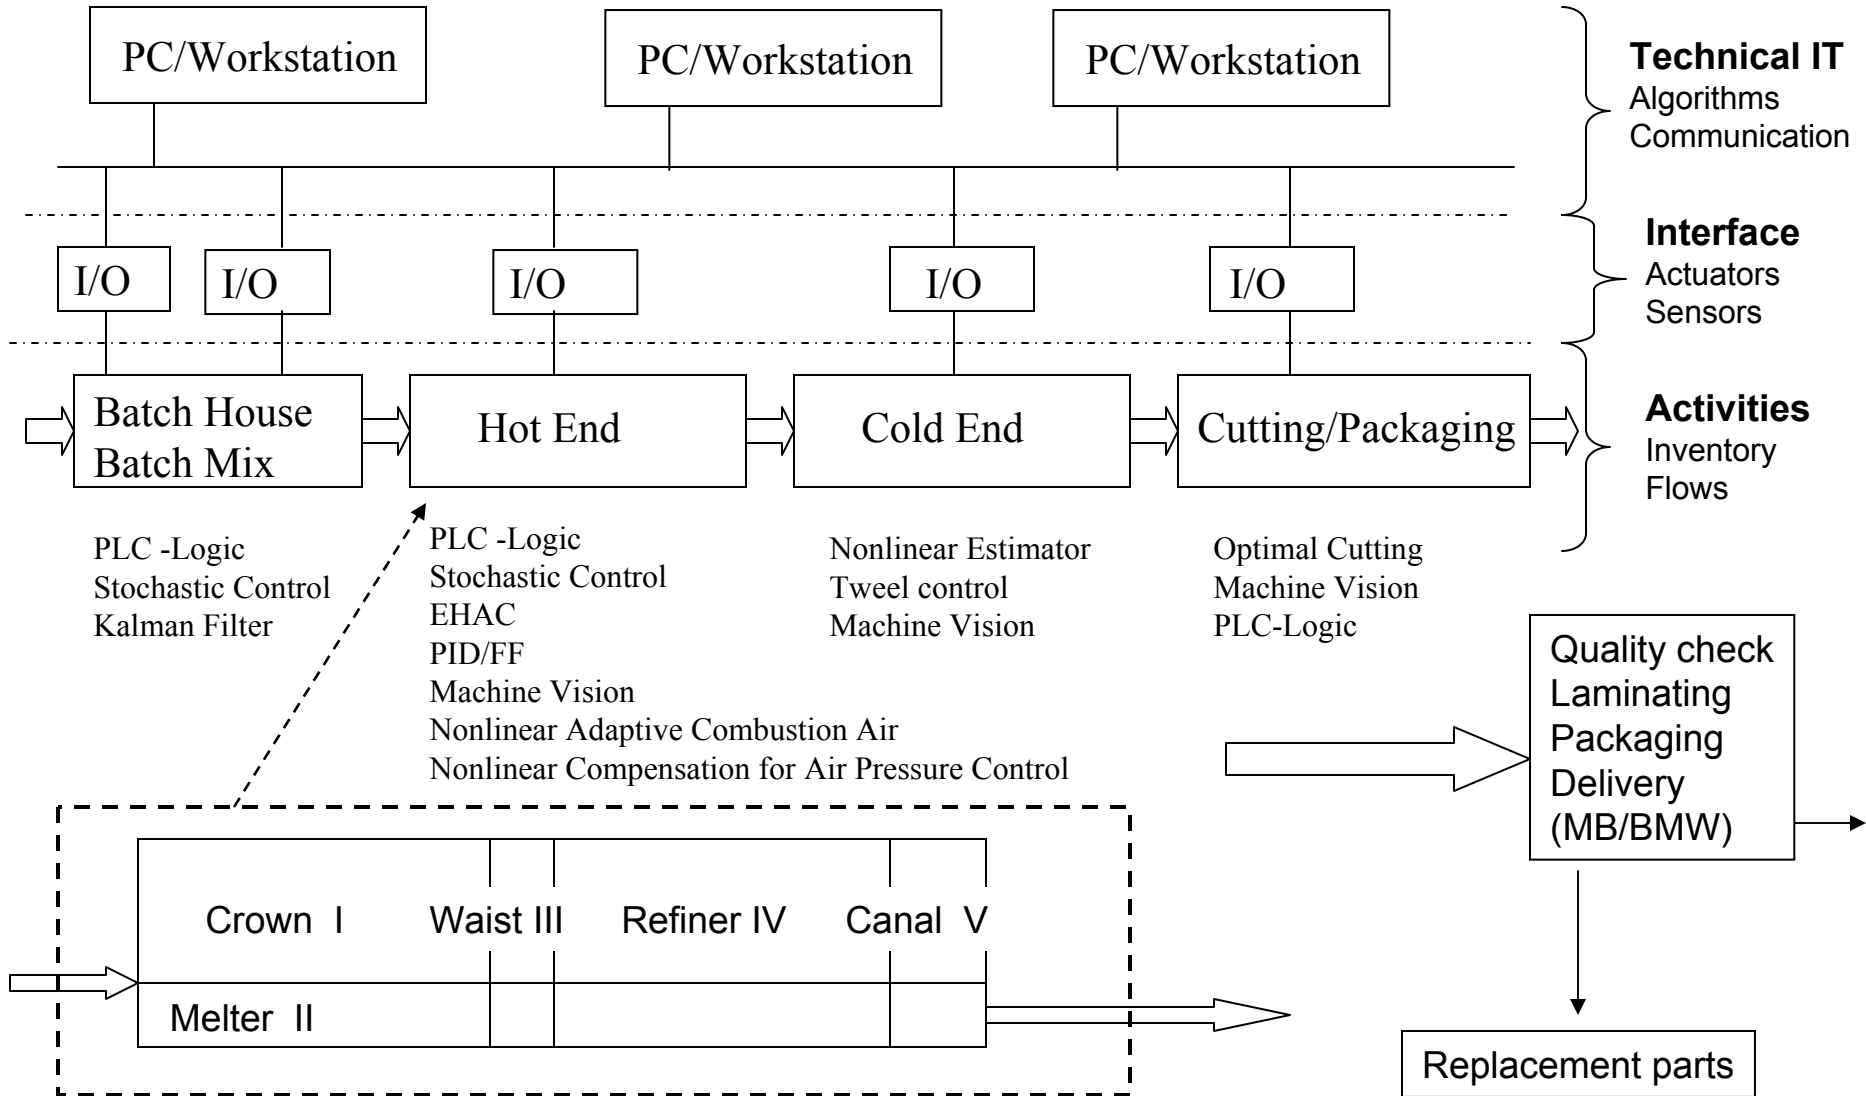 PC/Workstation
PC/Workstation
PC/Workstation
Technical IT
Algorithms
Communication
I/O
I/O
I/O
I/O
I/O
Interface
Actuators
Sensors
Batch House
Batch Mix
Hot End
Cold End
Cutting/Packaging
Activities
Inventory
Flows
PLC -Logic
Stochastic Control
Kalman Filter
PLC -Logic
Stochastic Control
EHAC
PID/FF
Machine Vision
Nonlinear Adaptive Combustion Air
Nonlinear Compensation for Air Pressure Control
Nonlinear Estimator
Tweel control
Machine Vision
Optimal Cutting
Machine Vision
PLC-Logic
Quality check
Laminating
Packaging
Delivery
(MB/BMW)
Crown I
Waist III
Refiner IV
Canal V
Melter II
Replacement parts